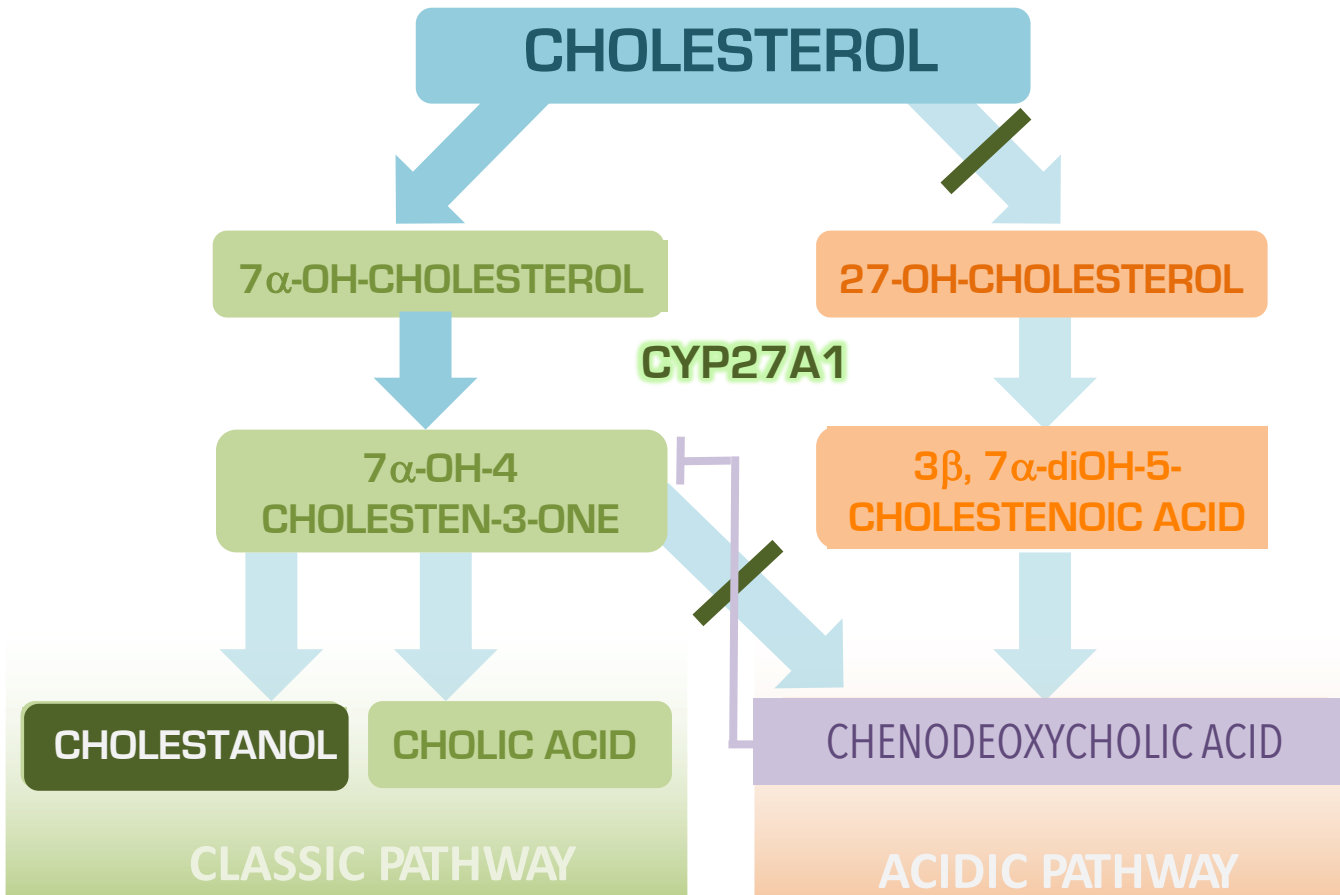 CHOLESTEROL
7α-OH-CHOLESTEROL
27-OH-CHOLESTEROL
CYP27A1
7α-OH-4
CHOLESTEN-3-ONE
3β, 7α-diOH-5-
CHOLESTENOIC ACID
CHOLESTANOL
CHOLIC ACID
CHENODEOXYCHOLIC ACID
CLASSIC PATHWAY
ACIDIC PATHWAY